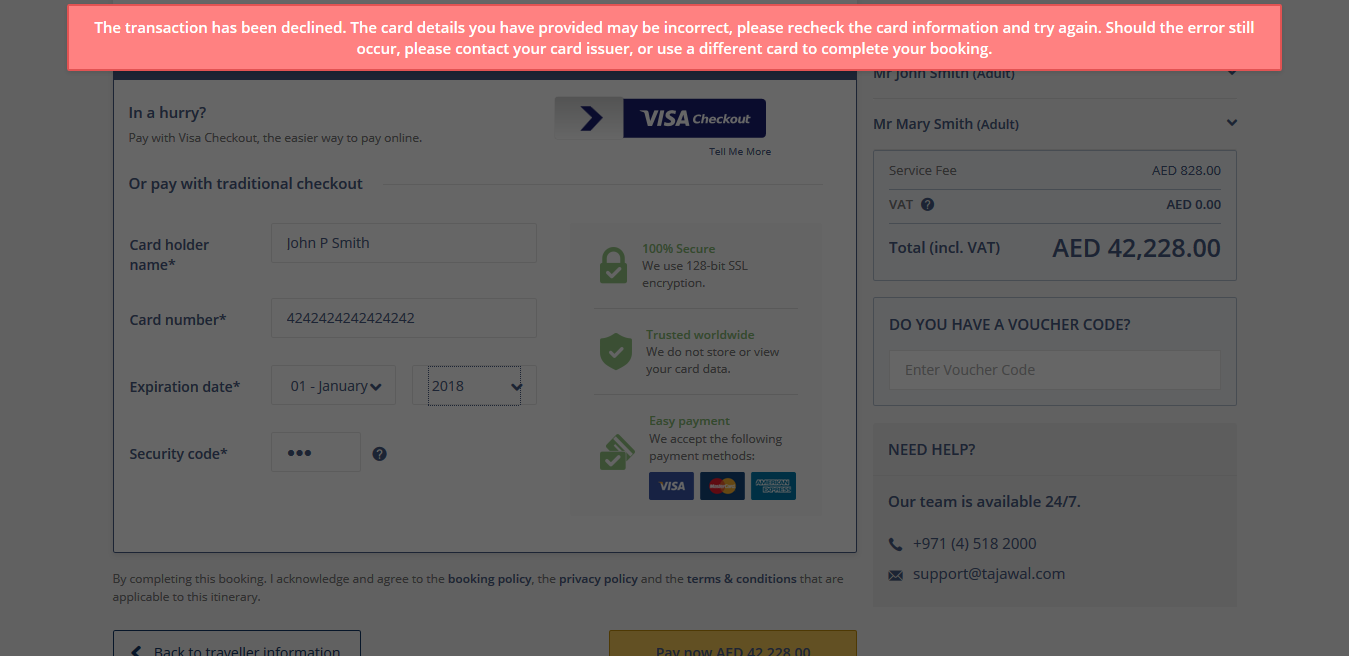 The transaction has been declined. The card details you have provided may be incorrect, please recheck the card information and try again. Should the error still
occur, please contact your card issuer, or use a different card to complete your booking.
In a hurry?
Pay with Visa Checkout, the easier way to pay online.
VISA Checkout
Tell Me More
Or pay with traditional checkout
Card holder
name*
John P Smith
Card number*
4242424242424242
Expiration date*
01 - January
2018
Security code*
•••
?
100% Secure
We use 128-bit SSL
encryption.
Trusted worldwide
We do not store or view
your card data.
Easy payment
We accept the following
payment methods:
VISA
MasterCard
AMERICAN
EXPRESS
By completing this booking. I acknowledge and agree to the booking policy, the privacy policy and the terms & conditions that are
applicable to this itinerary.
Back to traveller information
Pay now AED 42,228.00
Mr John Smith (Adult)
Mr Mary Smith (Adult)
Service Fee AED 828.00
VAT ? AED 0.00
Total (incl. VAT) AED 42,228.00
DO YOU HAVE A VOUCHER CODE?
Enter Voucher Code
NEED HELP?
Our team is available 24/7.
+971 (4) 518 2000
support@tajawal.com